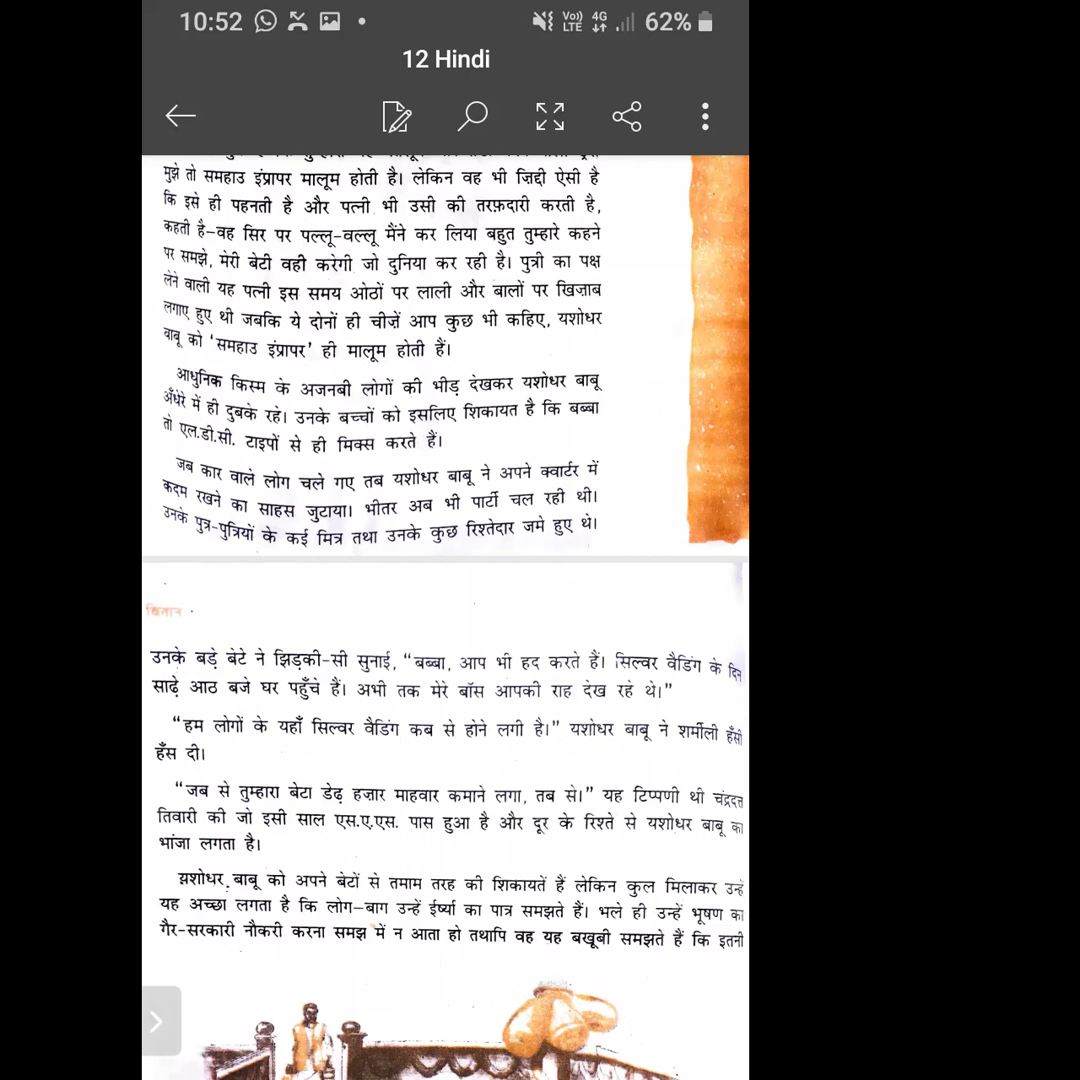 10:52
Vo)) LTE 4G 62%
12 Hindi
मुझे तो समहाउ इंप्रापर मालूम होती है। लेकिन वह भी ज़िद्दी ऐसी है
कि इसे ही पहनती है और पत्नी भी उसी की तरफ़दारी करती है,
कहती है–वह सिर पर पल्लू–वल्लू मैंने कर लिया बहुत तुम्हारे कहने
पर समझे, मेरी बेटी वही करेगी जो दुनिया कर रही है। पुत्री का पक्ष
लेने वाली यह पत्नी इस समय ओठों पर लाली और बालों पर खिज़ाब
लगाए हुए थी जबकि ये दोनों ही चीज़ें आप कुछ भी कहिए, यशोधर
बाबू को ‘समहाउ इंप्रापर’ ही मालूम होती हैं।
आधुनिक किस्म के अजनबी लोगों की भीड़ देखकर यशोधर बाबू
अँधेरे में ही दुबके रहे। उनके बच्चों को इसलिए शिकायत है कि बब्बा
तो एल.डी.सी. टाइपों से ही मिक्स करते हैं।
जब कार वाले लोग चले गए तब यशोधर बाबू ने अपने क्वार्टर में
कदम रखने का साहस जुटाया। भीतर अब भी पार्टी चल रही थी।
उनके पुत्र-पुत्रियों के कई मित्र तथा उनके कुछ रिश्तेदार जमे हुए थे।
वितान
उनके बड़े बेटे ने झिड़की-सी सुनाई, “बब्बा, आप भी हद करते हैं। सिल्वर वैडिंग के दिन
साढ़े आठ बजे घर पहुँचे हैं। अभी तक मेरे बॉस आपकी राह देख रहे थे।”
“हम लोगों के यहाँ सिल्वर वैडिंग कब से होने लगी है।” यशोधर बाबू ने शर्मीली हँसी
हँस दी।
“जब से तुम्हारा बेटा डेढ़ हज़ार माहवार कमाने लगा, तब से।” यह टिप्पणी थी चंद्रदत्त
तिवारी की जो इसी साल एस.ए.एस. पास हुआ है और दूर के रिश्ते से यशोधर बाबू का
भांजा लगता है।
यशोधर बाबू को अपने बेटों से तमाम तरह की शिकायतें हैं लेकिन कुल मिलाकर उन्हें
यह अच्छा लगता है कि लोग–बाग उन्हें ईर्ष्या का पात्र समझते हैं। भले ही उन्हें भूषण का
गैर–सरकारी नौकरी करना समझ में न आता हो तथापि वह यह बखूबी समझते हैं कि इतनी